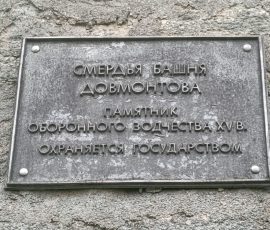 СМЕРДЬЯ БАШНЯ
ДОВМОНТОВА
ПАМЯТНИК
ОБОРОННОГО ЗОДЧЕСТВА XV В.
ОХРАНЯЕТСЯ ГОСУДАРСТВОМ